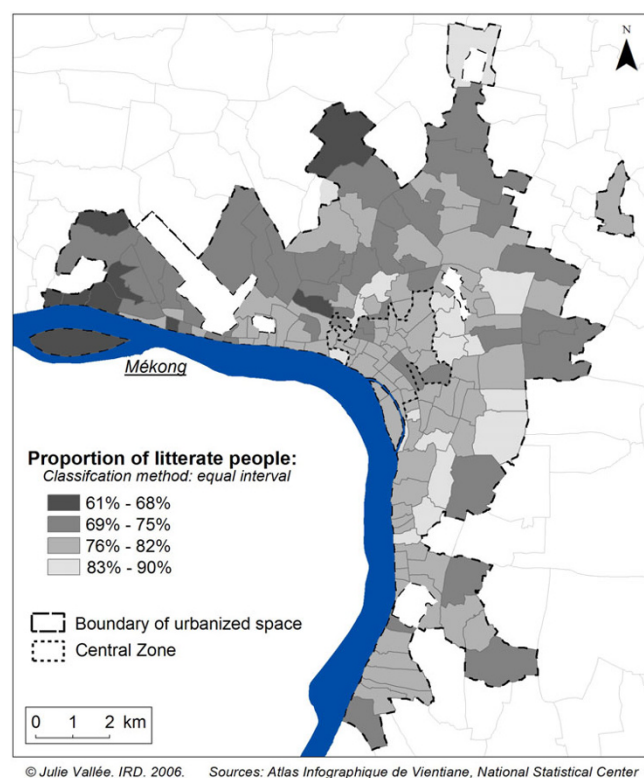 N
Mékong
Proportion of litterate people:
Classifcation method: equal interval
61% - 68%
69% - 75%
76% - 82%
83% - 90%
Boundary of urbanized space
Central Zone
0 1 2 km
© Julie Vallée. IRD. 2006. Sources: Atlas Infographique de Vientiane, National Statistical Center